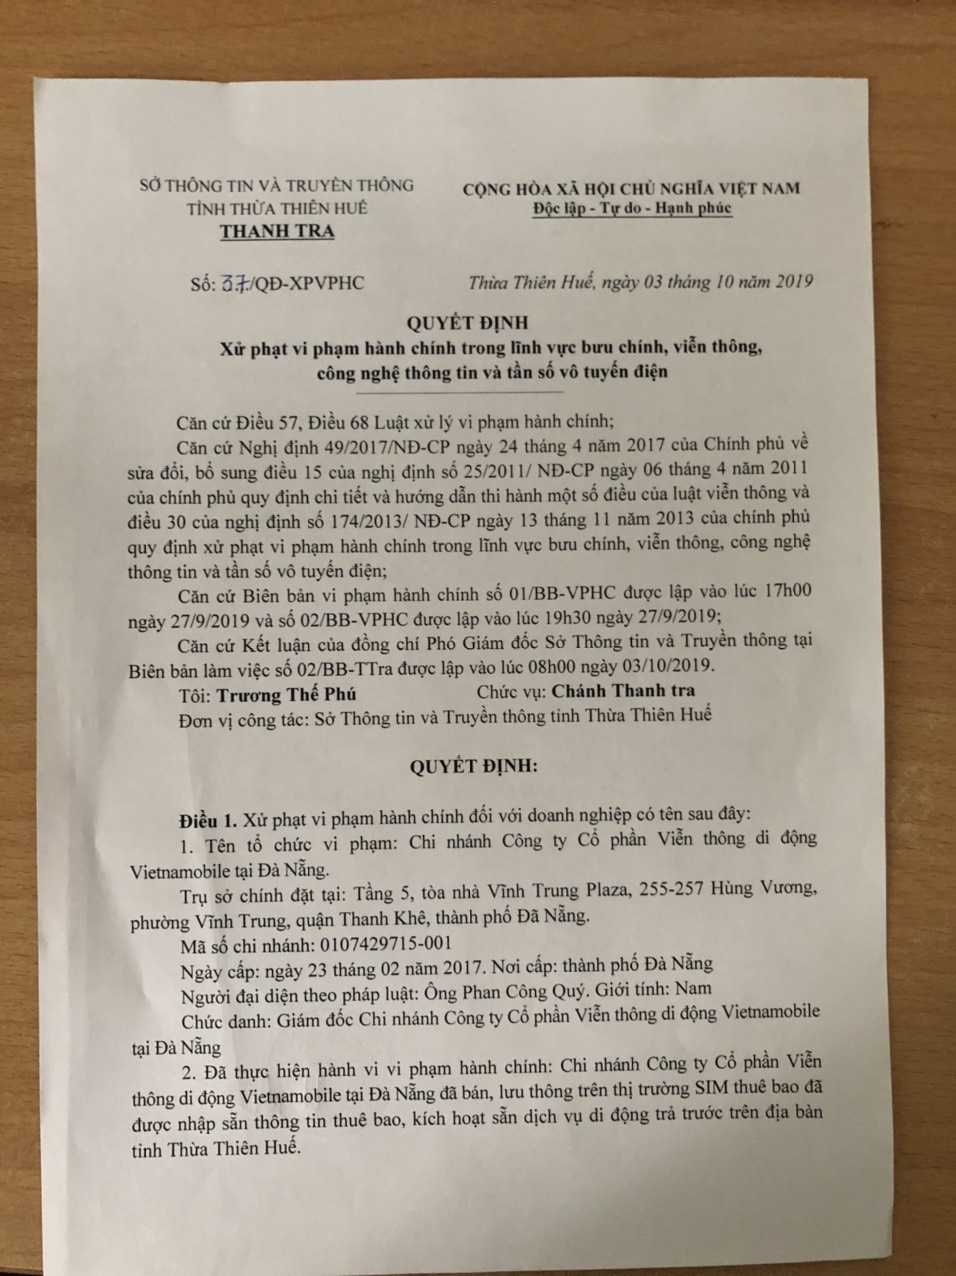 SỞ THÔNG TIN VÀ TRUYỀN THÔNG
TỈNH THỪA THIÊN HUẾ
THANH TRA
CỘNG HÒA XÃ HỘI CHỦ NGHĨA VIỆT NAM
Độc lập - Tự do - Hạnh phúc
Số: 37/QĐ-XPVPHC
Thừa Thiên Huế, ngày 03 tháng 10 năm 2019
QUYẾT ĐỊNH
Xử phạt vi phạm hành chính trong lĩnh vực bưu chính, viễn thông,
công nghệ thông tin và tần số vô tuyến điện
Căn cứ Điều 57, Điều 68 Luật xử lý vi phạm hành chính;
Căn cứ Nghị định 49/2017/NĐ-CP ngày 24 tháng 4 năm 2017 của Chính phủ về
sửa đổi, bổ sung điều 15 của nghị định số 25/2011/ NĐ-CP ngày 06 tháng 4 năm 2011
của chính phủ quy định chi tiết và hướng dẫn thi hành một số điều của luật viễn thông và
điều 30 của nghị định số 174/2013/ NĐ-CP ngày 13 tháng 11 năm 2013 của chính phủ
quy định xử phạt vi phạm hành chính trong lĩnh vực bưu chính, viễn thông, công nghệ
thông tin và tần số vô tuyến điện;
Căn cứ Biên bản vi phạm hành chính số 01/BB-VPHC được lập vào lúc 17h00
ngày 27/9/2019 và số 02/BB-VPHC được lập vào lúc 19h30 ngày 27/9/2019;
Căn cứ Kết luận của đồng chí Phó Giám đốc Sở Thông tin và Truyền thông tại
Biên bản làm việc số 02/BB-TTra được lập vào lúc 08h00 ngày 03/10/2019.
Tôi: Trương Thế Phú Chức vụ: Chánh Thanh tra
Đơn vị công tác: Sở Thông tin và Truyền thông tỉnh Thừa Thiên Huế
QUYẾT ĐỊNH:
Điều 1. Xử phạt vi phạm hành chính đối với doanh nghiệp có tên sau đây:
1. Tên tổ chức vi phạm: Chi nhánh Công ty Cổ phần Viễn thông di động
Vietnamobile tại Đà Nẵng.
Trụ sở chính đặt tại: Tầng 5, tòa nhà Vĩnh Trung Plaza, 255-257 Hùng Vương,
phường Vĩnh Trung, quận Thanh Khê, thành phố Đã Nẵng.
Mã số chi nhánh: 0107429715-001
Ngày cấp: ngày 23 tháng 02 năm 2017. Nơi cấp: thành phố Đà Nẵng
Người đại diện theo pháp luật: Ông Phan Công Quý. Giới tính: Nam
Chức danh: Giám đốc Chi nhánh Công ty Cổ phần Viễn thông di động Vietnamobile
tại Đà Nẵng
2. Đã thực hiện hành vi vi phạm hành chính: Chi nhánh Công ty Cổ phần Viễn
thông di động Vietnamobile tại Đà Nẵng đã bán, lưu thông trên thị trường SIM thuê bao đã
được nhập sẵn thông tin thuê bao, kích hoạt sẵn dịch vụ di động trả trước trên địa bàn
tỉnh Thừa Thiên Huế.